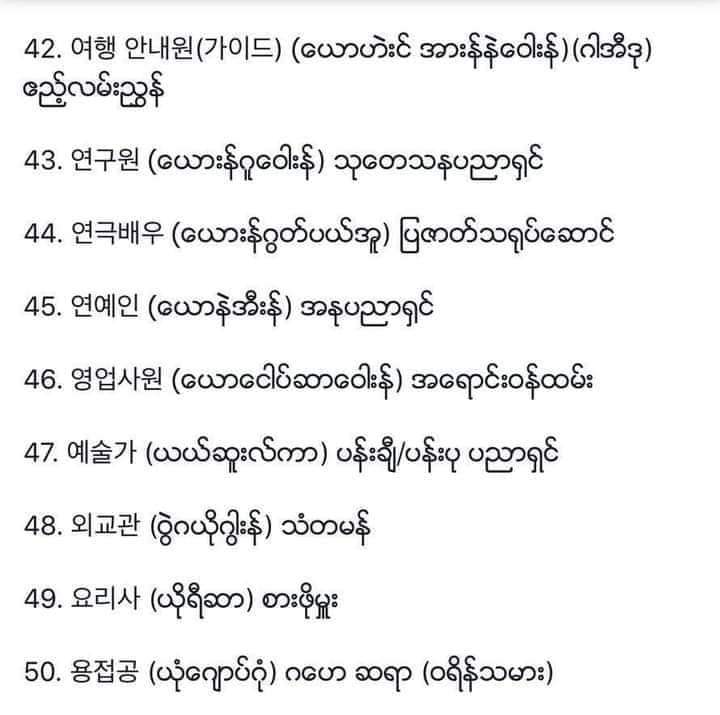 42. 여행 안내원(가이드) (ယောဟဲးင် အားန်နဲဝေါးန်)(ဂါအီဒု)
ဧည့်လမ်းညွှန်
43. 연구원 (ယေားန်ဂူဝေါးန်) သုတေသနပညာရှင်
44. 연극배우 (ယေားန်ဂွတ်ပယ်အူ) ပြဇာတ်သရုပ်ဆောင်
45. 연예인 (ယောနဲအီးန်) အနုပညာရှင်
46. 영업사원 (ယောငေါပ်ဆာဝေါးန်) အရောင်းဝန်ထမ်း
47. 예술가 (ယယ်ဆူးလ်ကာ) ပန်းချီ/ပန်းပု ပညာရှင်
48. 외교관 (ဝွဲဂယိုဂွါးန်) သံတမန်
49. 요리사 (ယိုရီဆာ) စားဖိုမှူး
50. 용접공 (ယုံဂျောပ်ဂုံ) ဂဟေ ဆရာ (ဝရိန်သမား)